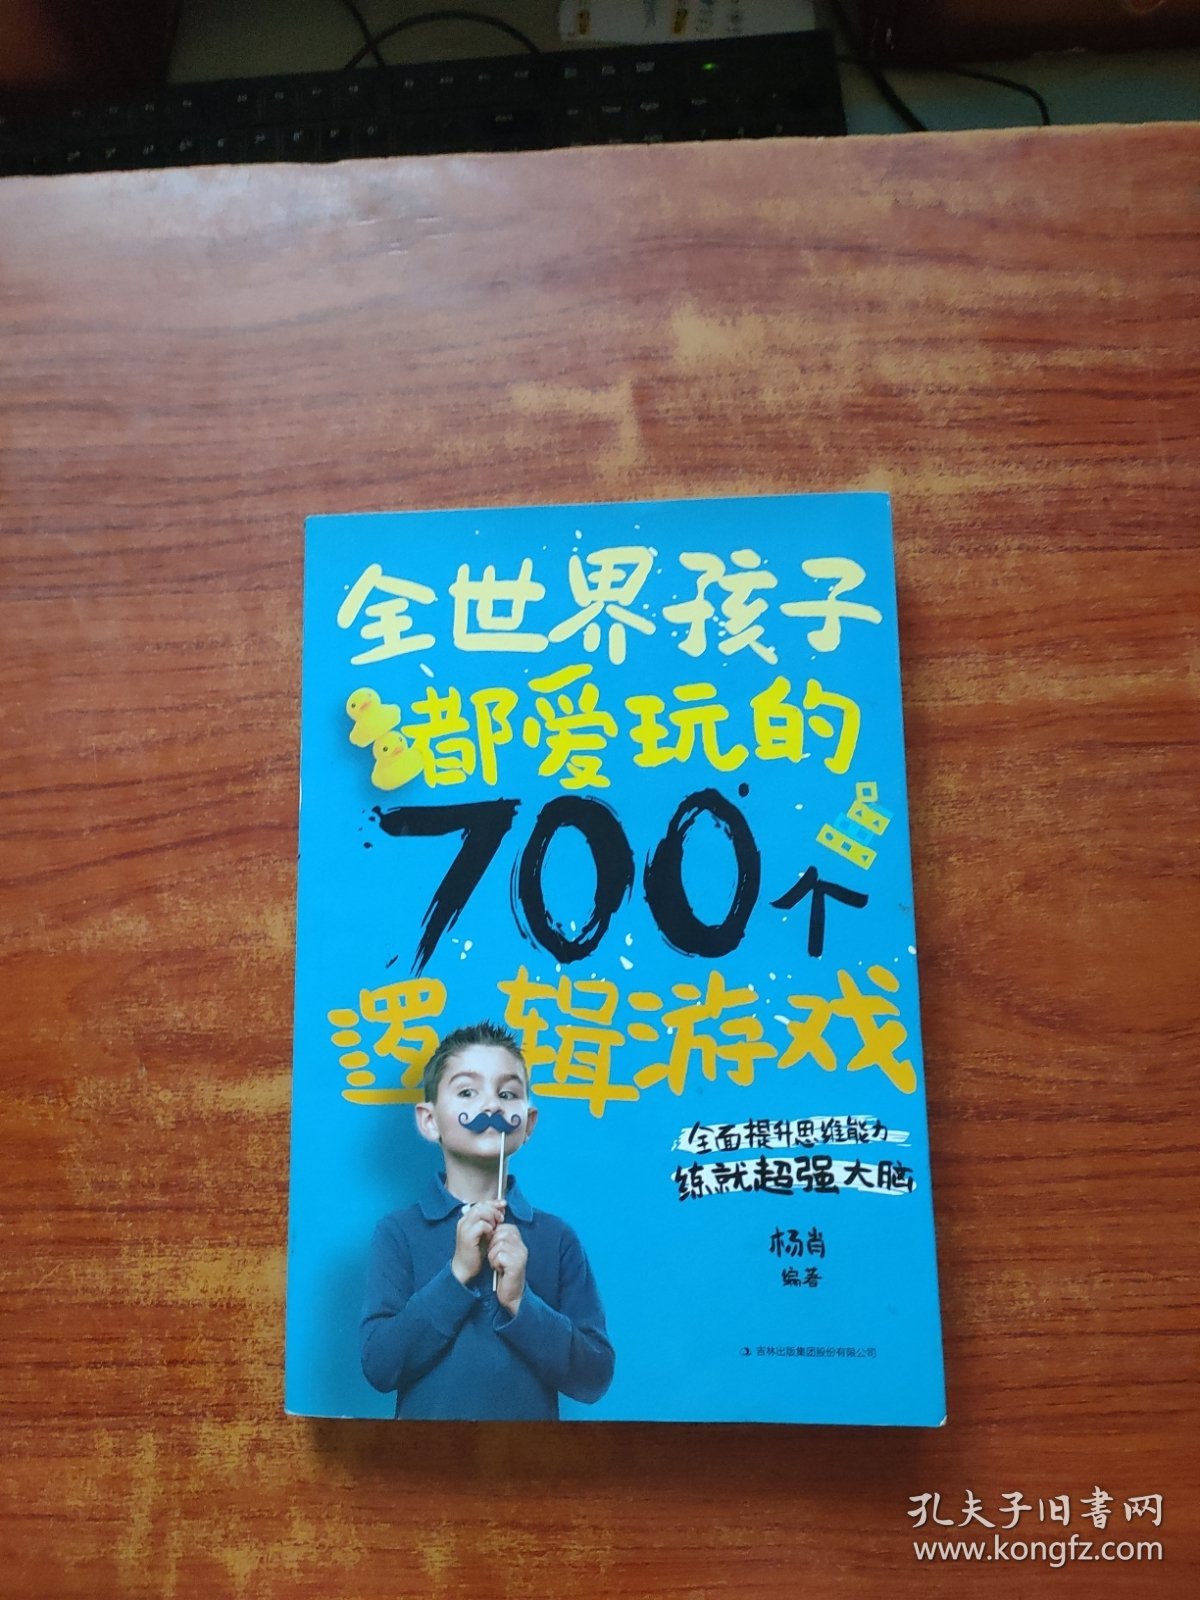 全世界孩子
都爱玩的
700个
逻辑游戏
全面提升思维能力
练就超强大脑
杨肖
编著
吉林出版集团股份有限公司
孔夫子旧书网
www.kongfz.com